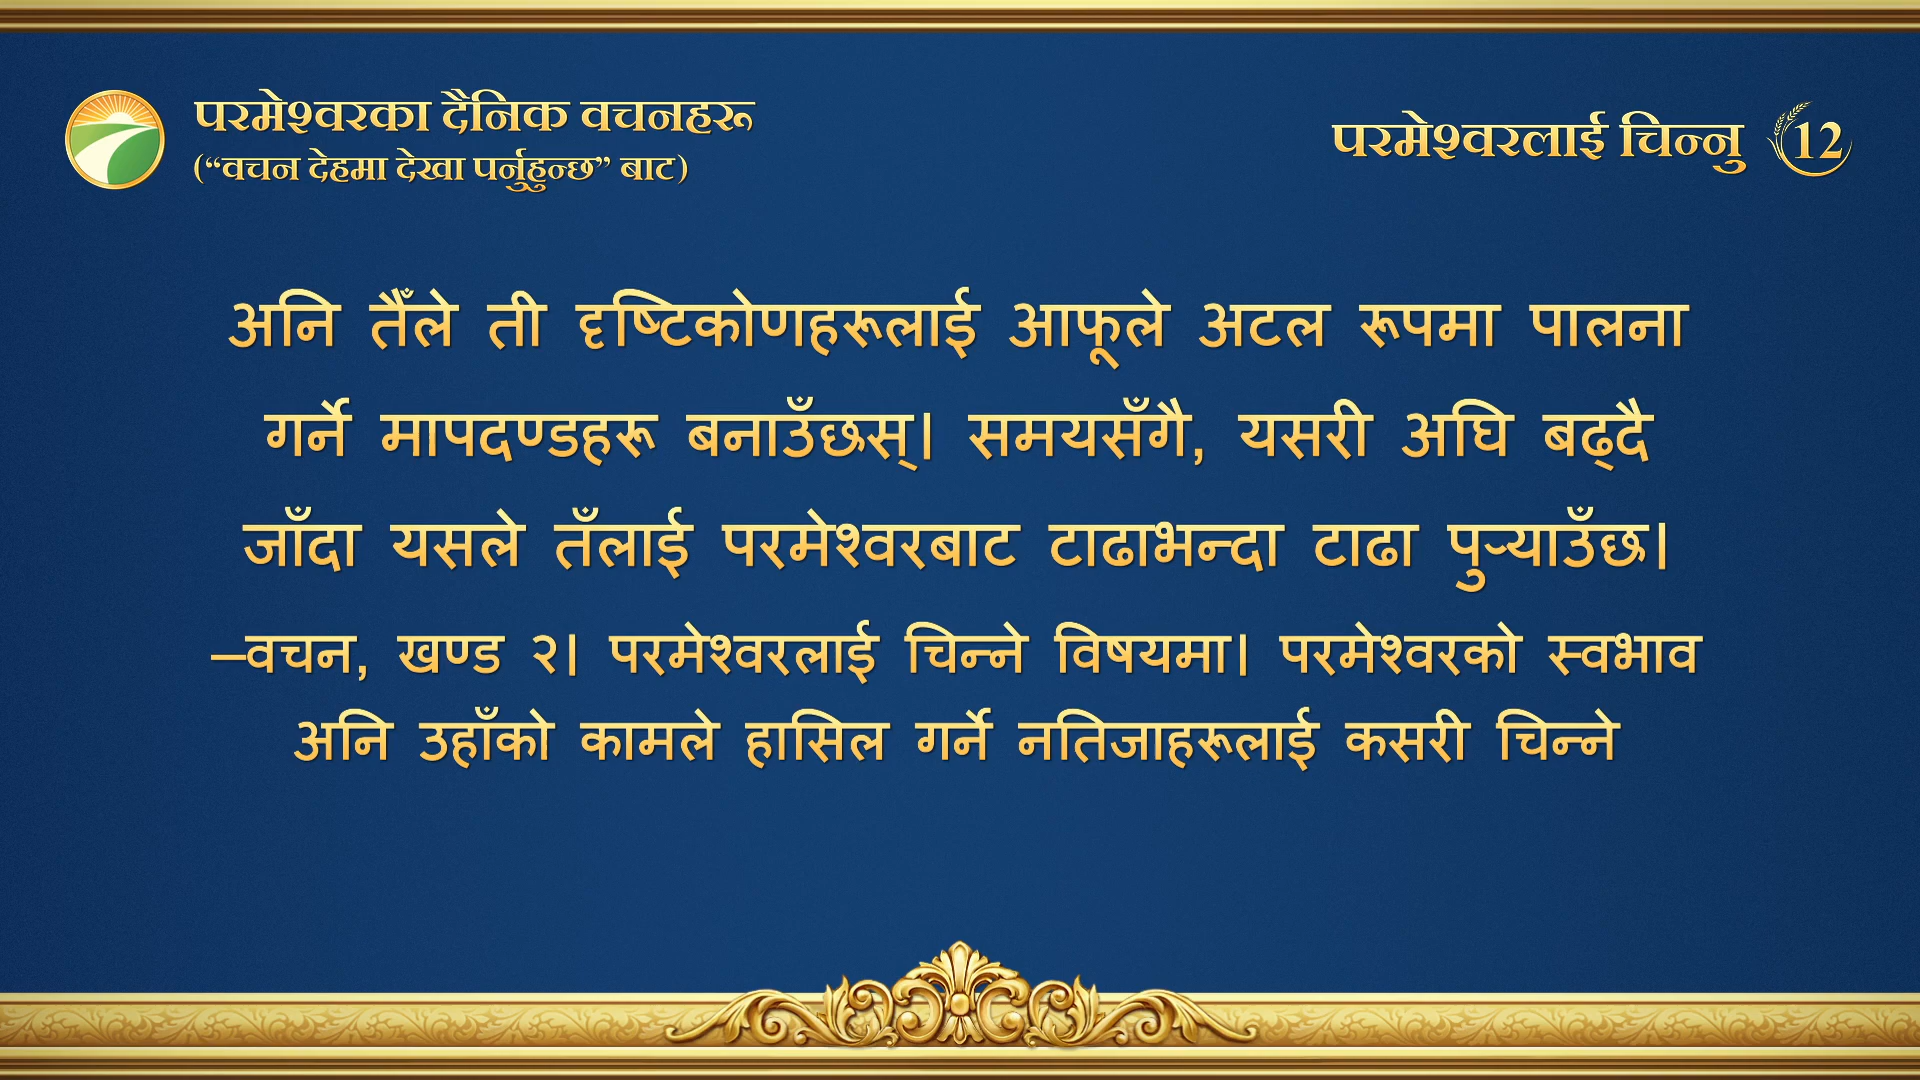 परमेश्वरका दैनिक वचनहरू
(“वचन देहमा देखा पर्नुहुन्छ” बाट)
परमेश्वरलाई चिन्नु 12
अनि तैँले ती दृष्टिकोणहरूलाई आफूले अटल रूपमा पालना
गर्ने मापदण्डहरू बनाउँछस्। समयसँगै, यसरी अघि बढ्दै
जाँदा यसले तँलाई परमेश्वरबाट टाढाभन्दा टाढा पुऱ्याउँछ।
—वचन, खण्ड २। परमेश्वरलाई चिन्ने विषयमा। परमेश्वरको स्वभाव
अनि उहाँको कामले हासिल गर्ने नतिजाहरूलाई कसरी चिन्ने